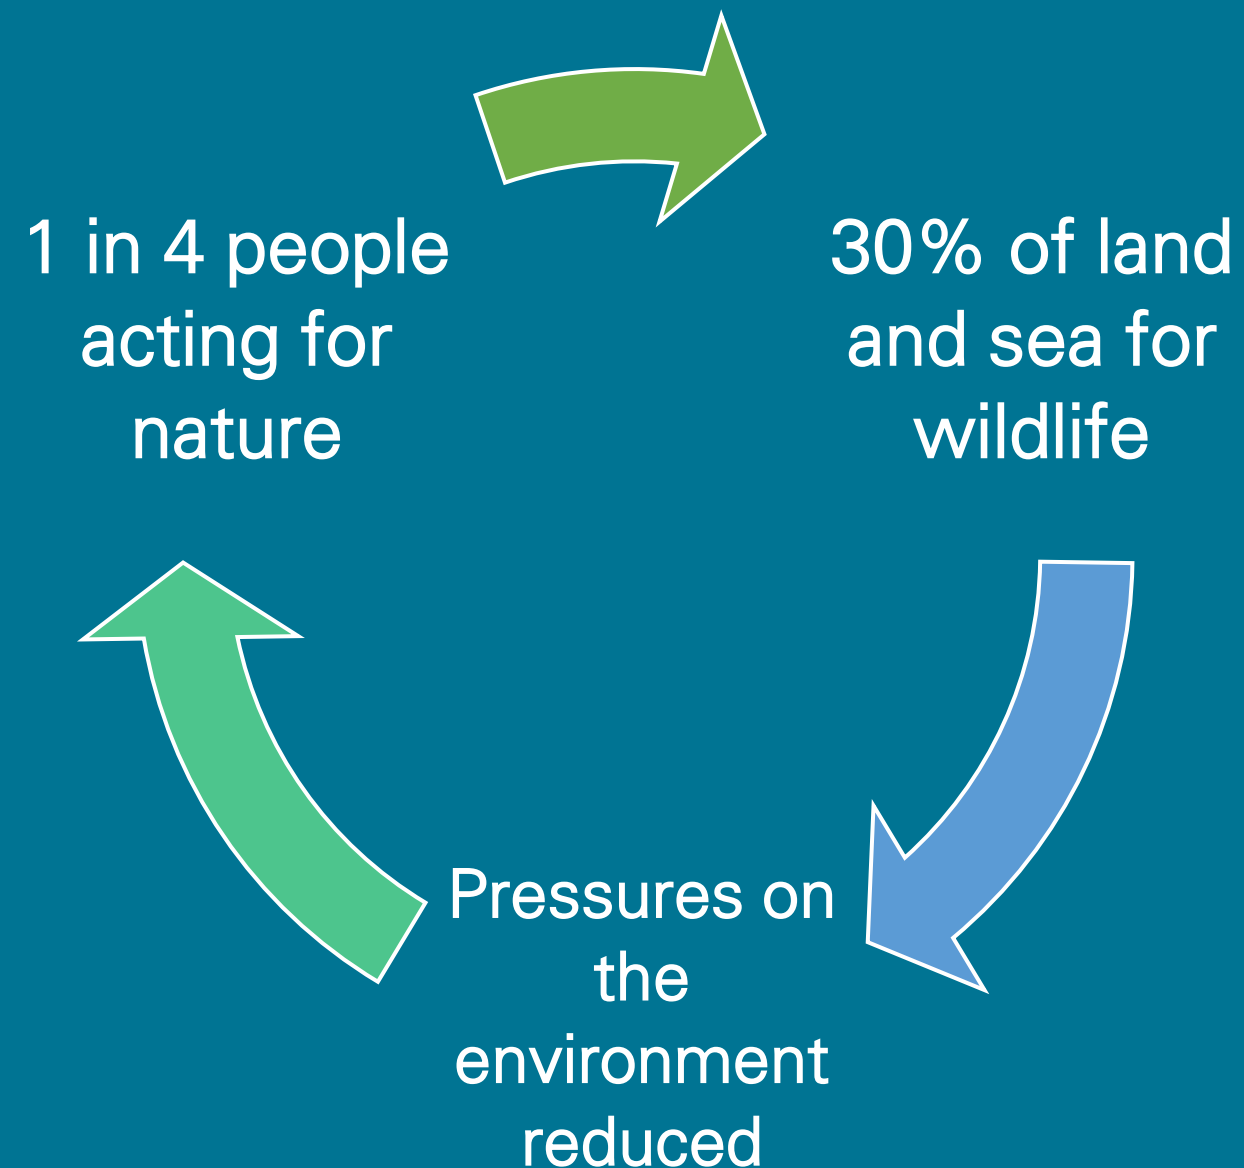 1 in 4 people
acting for
nature
30% of land
and sea for
wildlife
Pressures on
the
environment
reduced